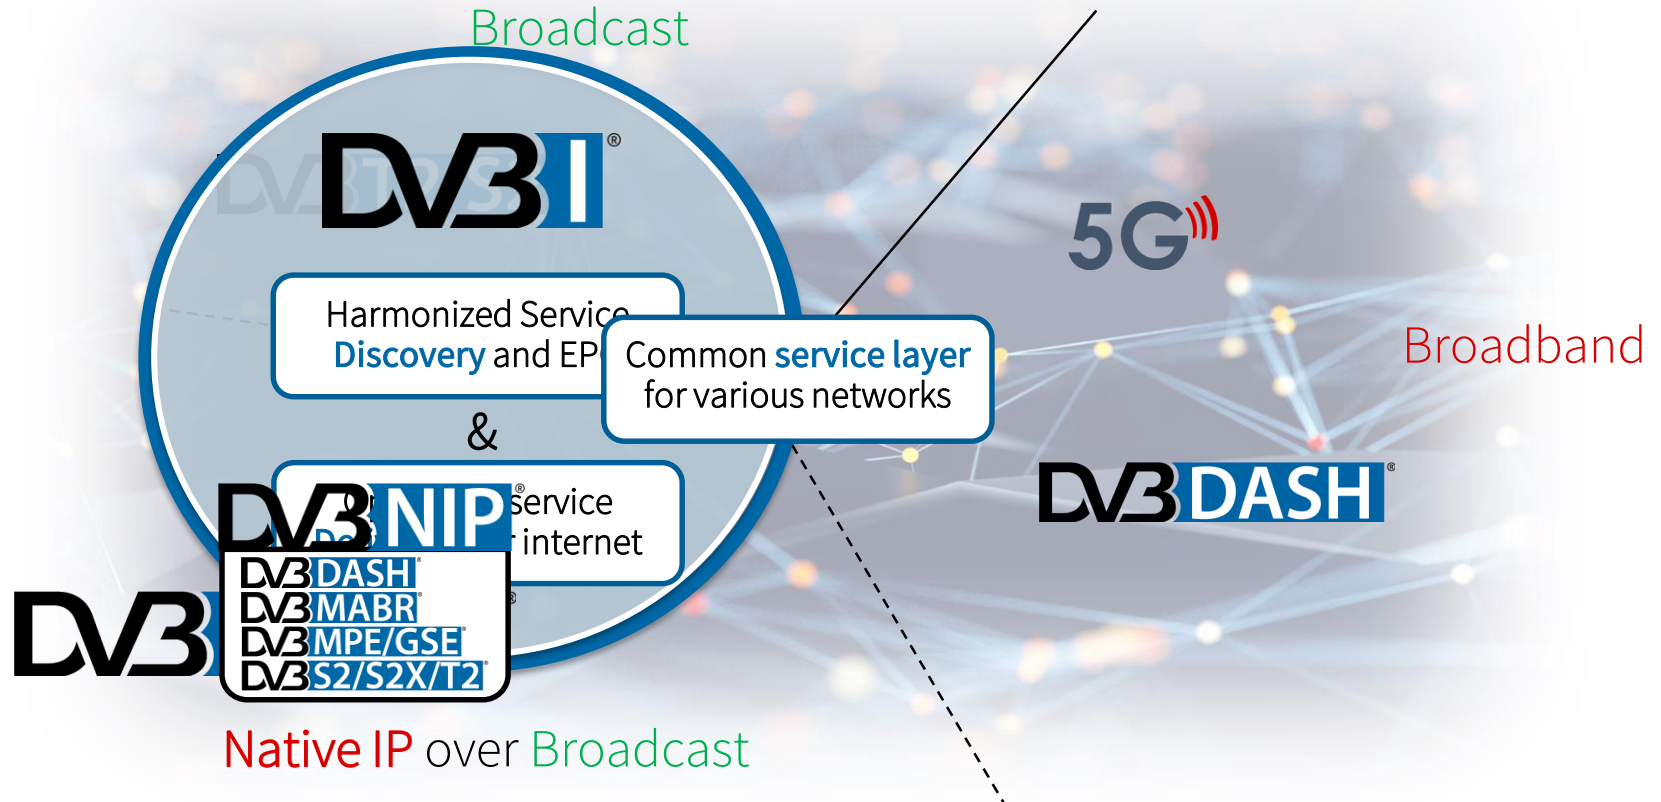 Broadcast
DVB I ®
5G
Harmonized Service
Discovery and EP
Common service layer
for various networks
Broadband
&
service
internet
DVB NIP ®
DVB DASH ®
DVB DASH
DVB MABR
DVB MPE/GSE
DVB S2/S2X/T2
DVB
Native IP over Broadcast